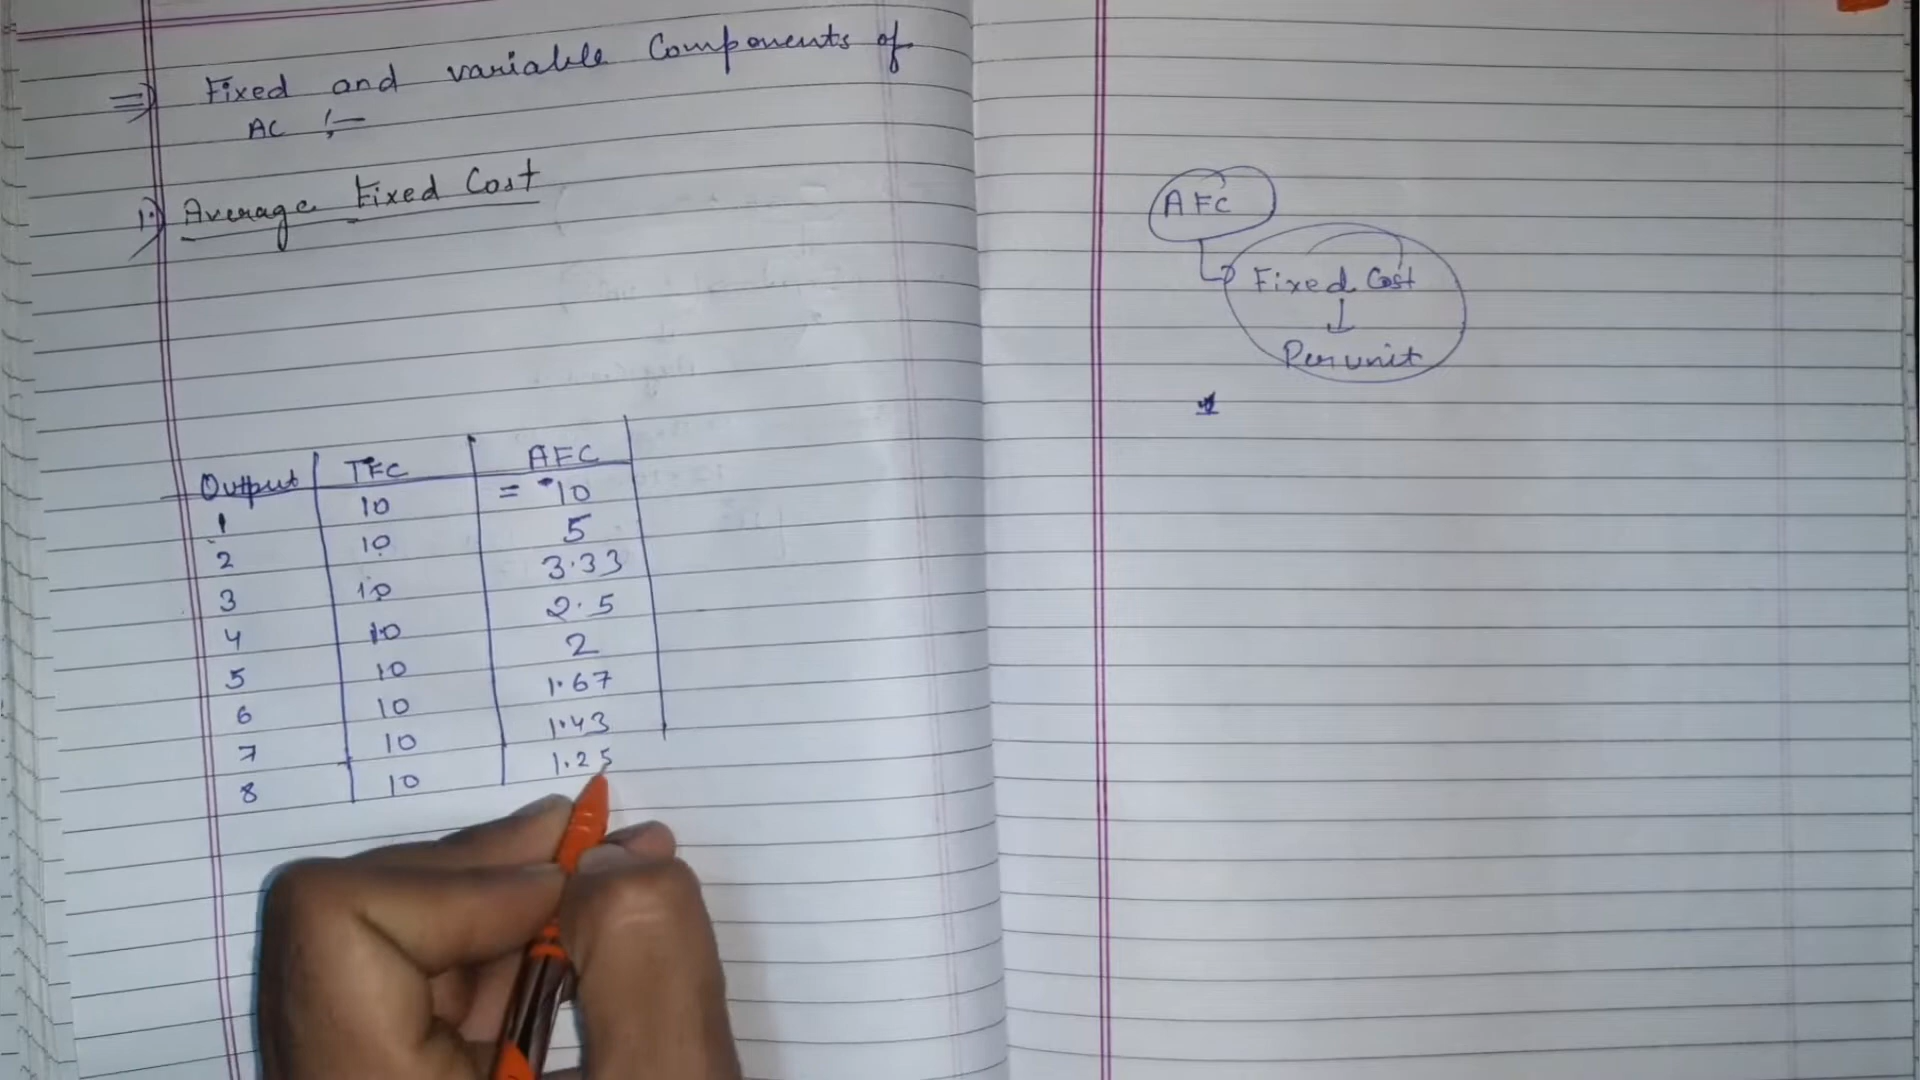 =) Fixed and variable Components of
AC :-
1.) Average Fixed Cost
Output TFC AFC
1 10 = 10
2 10 5
3 10 3.33
4 10 2.5
5 10 2
6 10 1.67
7 10 1.43
8 10 1.25
AFC
Fixed Cost
↓
Per unit